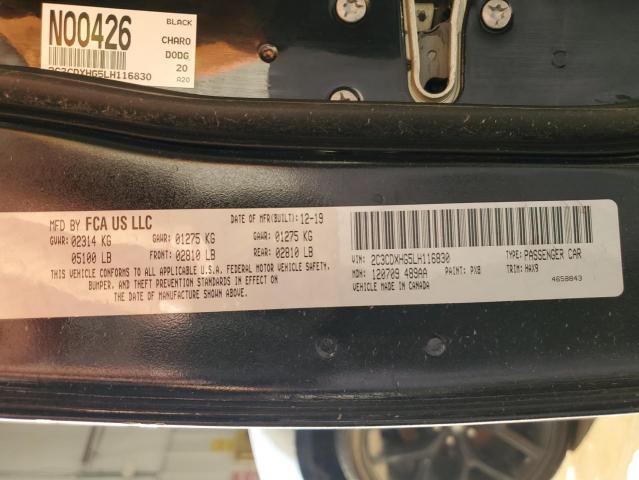 N00426
BLACK
CHARO
DODG
20
A20
2C3CDXHG5LH116830
MFD BY FCA US LLC
DATE OF MFR(BUILT): 12-19
GVWR: 02314 KG GAWR: 01275 KG GAWR: 01275 KG
05100 LB FRONT: 02810 LB REAR: 02810 LB
THIS VEHICLE CONFORMS TO ALL APPLICABLE U.S.A. FEDERAL MOTOR VEHICLE SAFETY,
BUMPER, AND THEFT PREVENTION STANDARDS IN EFFECT ON
THE DATE OF MANUFACTURE SHOWN ABOVE.
VIN: 2C3CDXHG5LH116830 TYPE: PASSENGER CAR
MDH: 120709 489AA PAINT: PX8 TRIM: HAX9
VEHICLE MADE IN CANADA 4658843